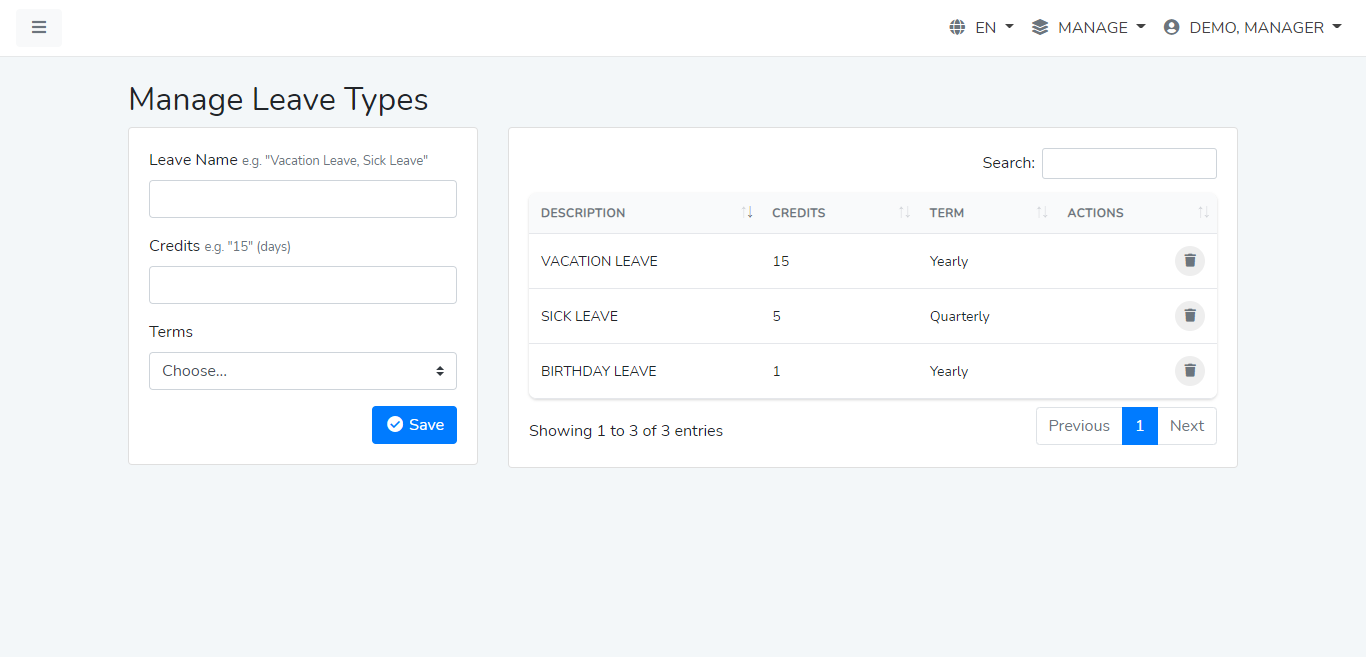 EN MANAGE DEMO, MANAGER
Manage Leave Types
Leave Name e.g. "Vacation Leave, Sick Leave"
Credits e.g. "15" (days)
Terms
Choose...
Save
Search:
DESCRIPTION CREDITS TERM ACTIONS
VACATION LEAVE 15 Yearly
SICK LEAVE 5 Quarterly
BIRTHDAY LEAVE 1 Yearly
Showing 1 to 3 of 3 entries
Previous 1 Next